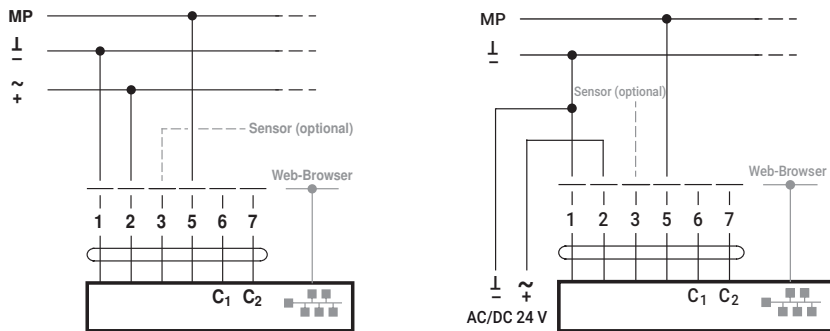 MP
⊥
–
~
+
Sensor (optional)
Web-Browser
1 2 3 5 6 7
C₁ C₂
MP
⊥
–
Sensor (optional)
Web-Browser
1 2 3 5 6 7
⊥ ~
– +
AC/DC 24 V
C₁ C₂